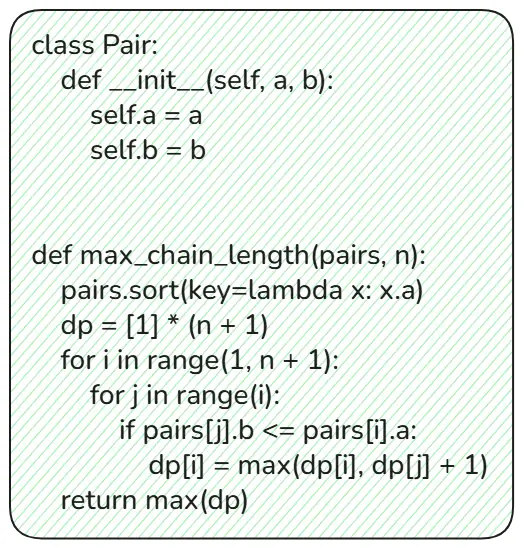 class Pair:
    def __init__(self, a, b):
        self.a = a
        self.b = b
def max_chain_length(pairs, n):
    pairs.sort(key=lambda x: x.a)
    dp = [1] * (n + 1)
    for i in range(1, n + 1):
        for j in range(i):
            if pairs[j].b <= pairs[i].a:
                dp[i] = max(dp[i], dp[j] + 1)
    return max(dp)